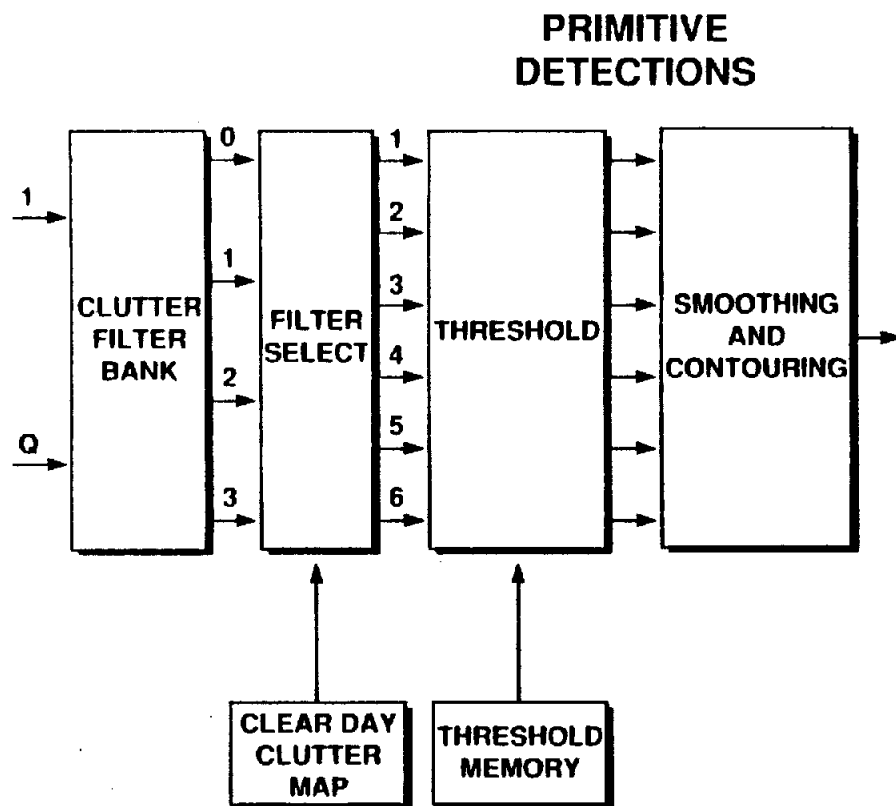 PRIMITIVE
DETECTIONS
0
1
1
2
1
3
CLUTTER
FILTER
BANK
FILTER
SELECT
THRESHOLD
SMOOTHING
AND
CONTOURING
2
4
Q
5
3
6
CLEAR DAY
CLUTTER
MAP
THRESHOLD
MEMORY